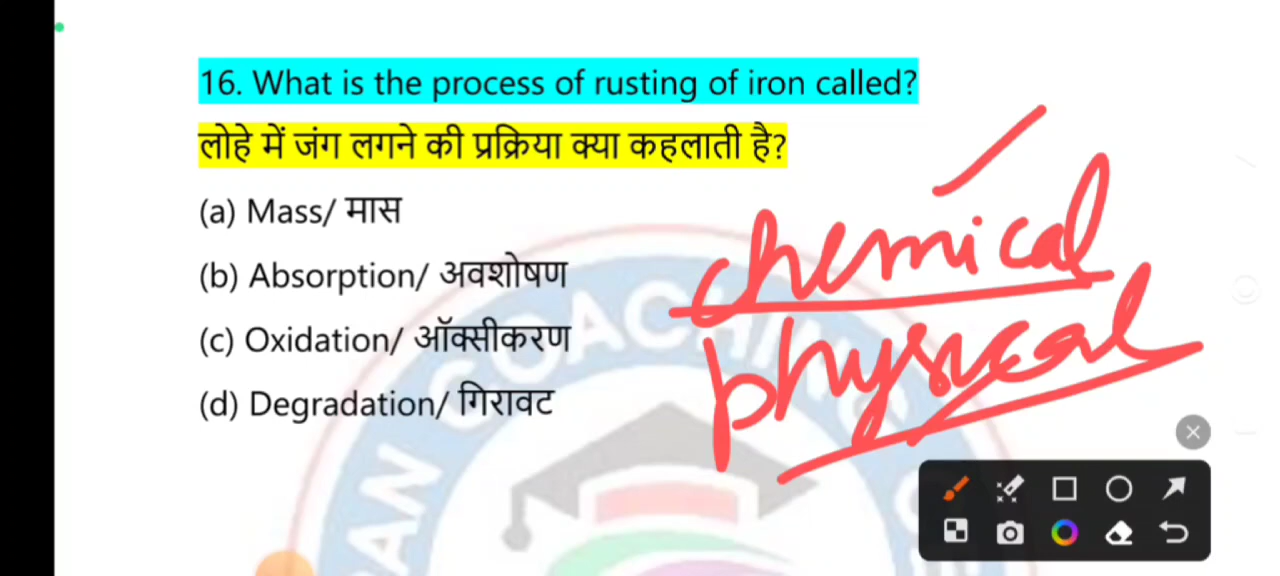 16. What is the process of rusting of iron called?
लोहे में जंग लगने की प्रक्रिया क्या कहलाती है?
(a) Mass/ मास
(b) Absorption/ अवशोषण
(c) Oxidation/ ऑक्सीकरण
(d) Degradation/ गिरावट
chemical
physical
COACHING